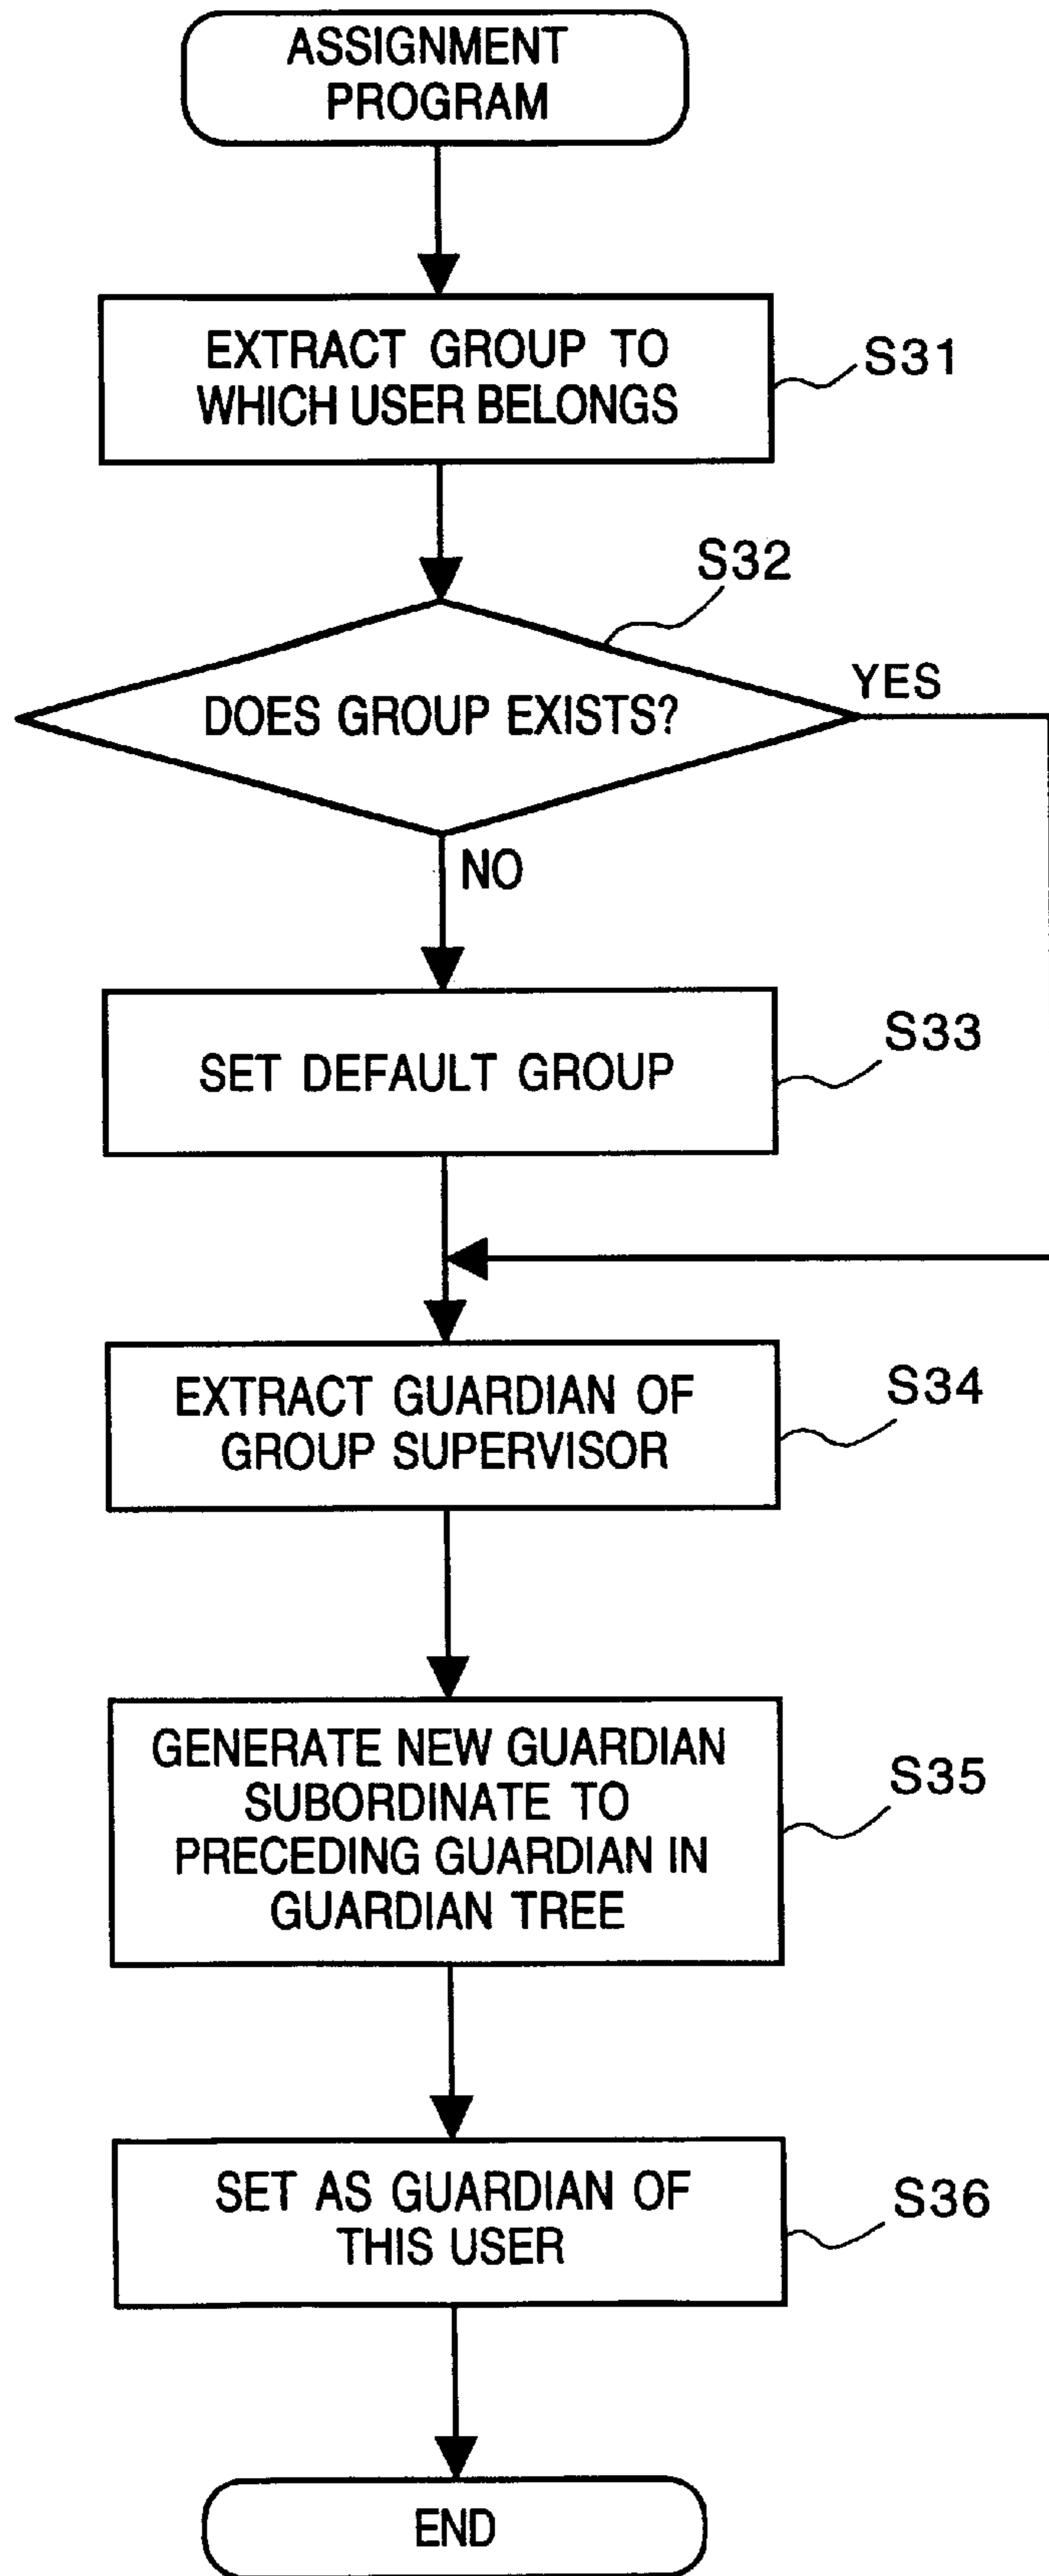 ASSIGNMENT
PROGRAM
EXTRACT GROUP TO
WHICH USER BELONGS
S31
S32
DOES GROUP EXISTS?
YES
NO
SET DEFAULT GROUP
S33
EXTRACT GUARDIAN OF
GROUP SUPERVISOR
S34
GENERATE NEW GUARDIAN
SUBORDINATE TO
PRECEDING GUARDIAN IN
GUARDIAN TREE
S35
SET AS GUARDIAN OF
THIS USER
S36
END